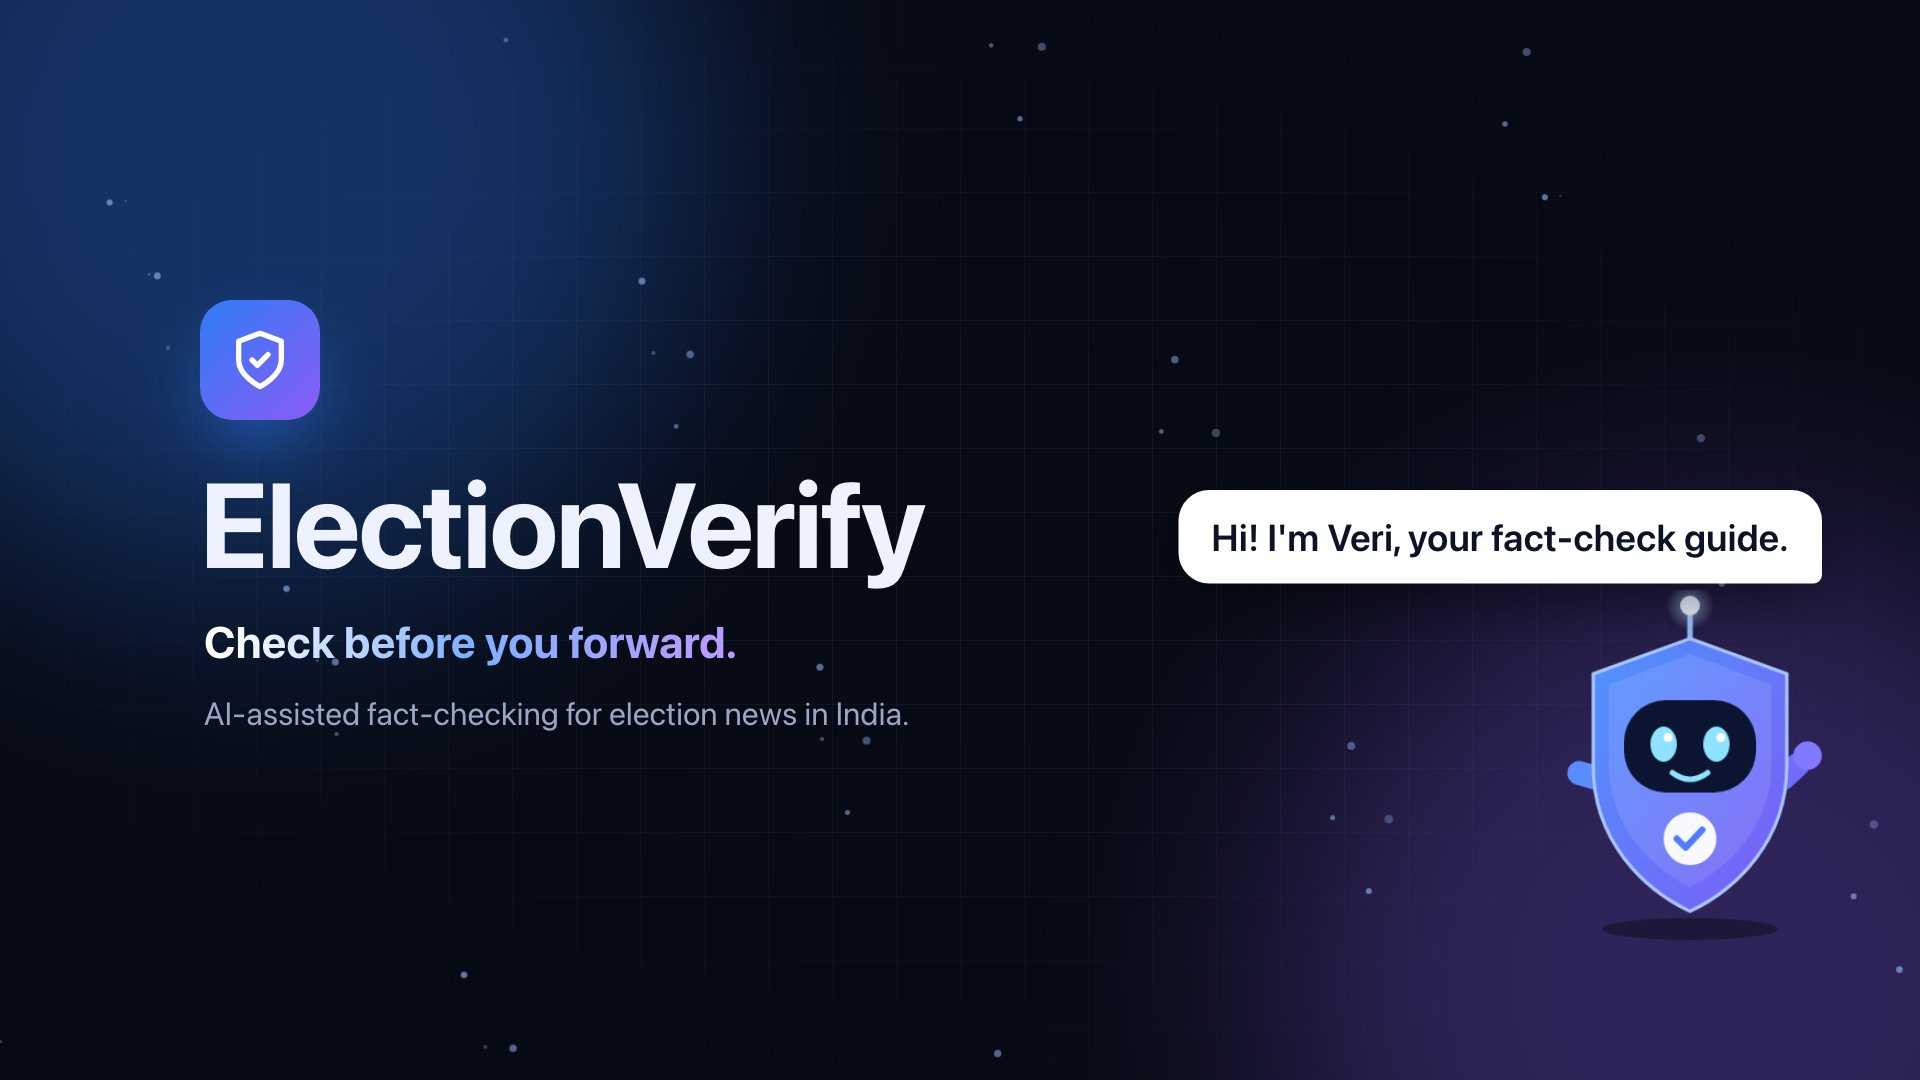 ElectionVerify
Check before you forward.
AI-assisted fact-checking for election news in India.
Hi! I'm Veri, your fact-check guide.